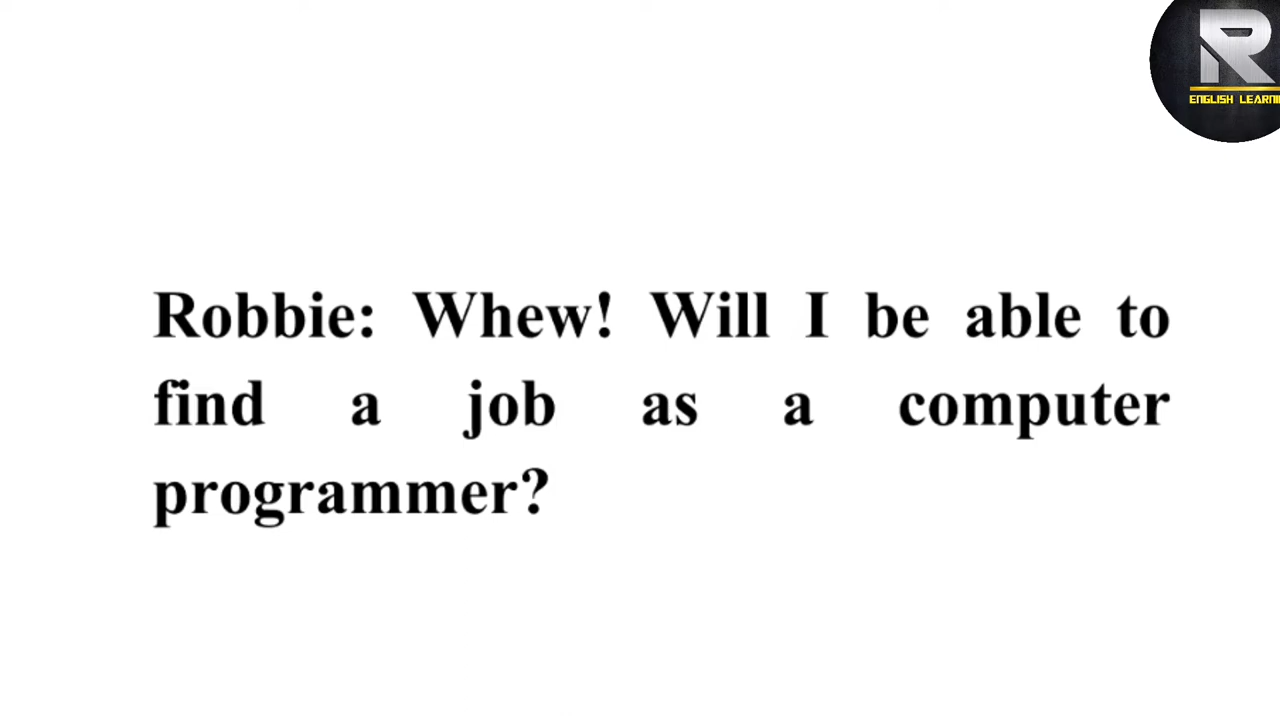 R
ENGLISH LEARNI
Robbie: Whew! Will I be able to
find a job as a computer
programmer?